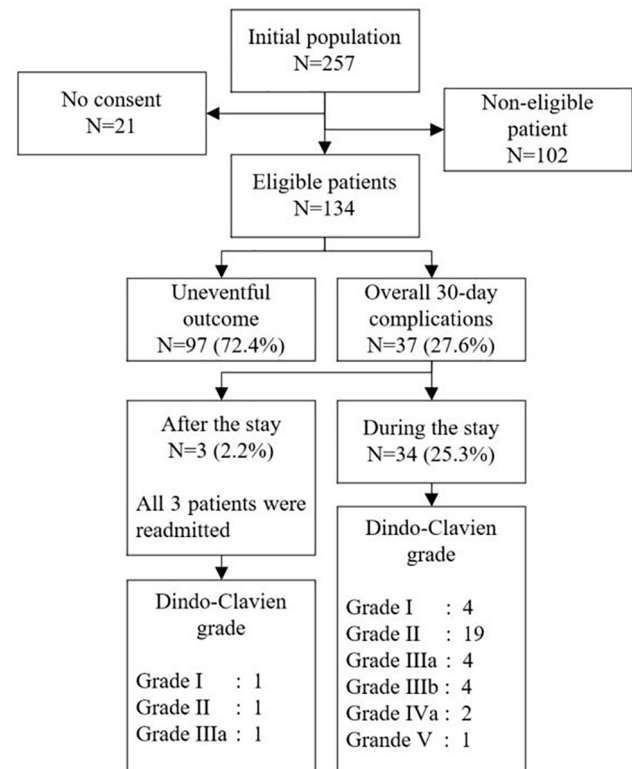 Initial population
N=257
No consent
N=21
Non-eligible
patient
N=102
Eligible patients
N=134
Uneventful
outcome
N=97 (72.4%)
Overall 30-day
complications
N=37 (27.6%)
After the stay
N=3 (2.2%)
All 3 patients were
readmitted
During the stay
N=34 (25.3%)
Dindo-Clavien
grade
Grade I : 1
Grade II : 1
Grade IIIa : 1
Dindo-Clavien
grade
Grade I : 4
Grade II : 19
Grade IIIa : 4
Grade IIIb : 4
Grade IVa : 2
Grande V : 1